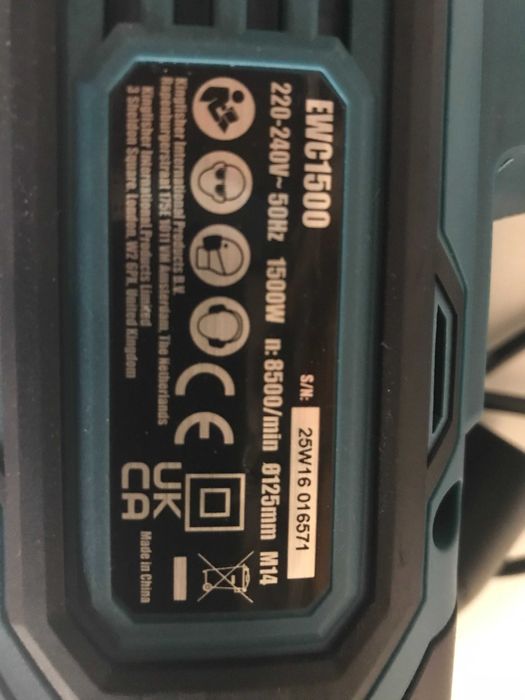 EWC1500
S/N: 25W16 016571
220-240V~ 50Hz 1500W n: 8500/min Ø125mm M14
CE
UK
CA
Kingfisher International Products B.V.
Rapenburgerstraat 175E 1011 VM Amsterdam, The Netherlands
Kingfisher International Products Limited
3 Sheldon Square, London, W2 6PX, United Kingdom
Made in China